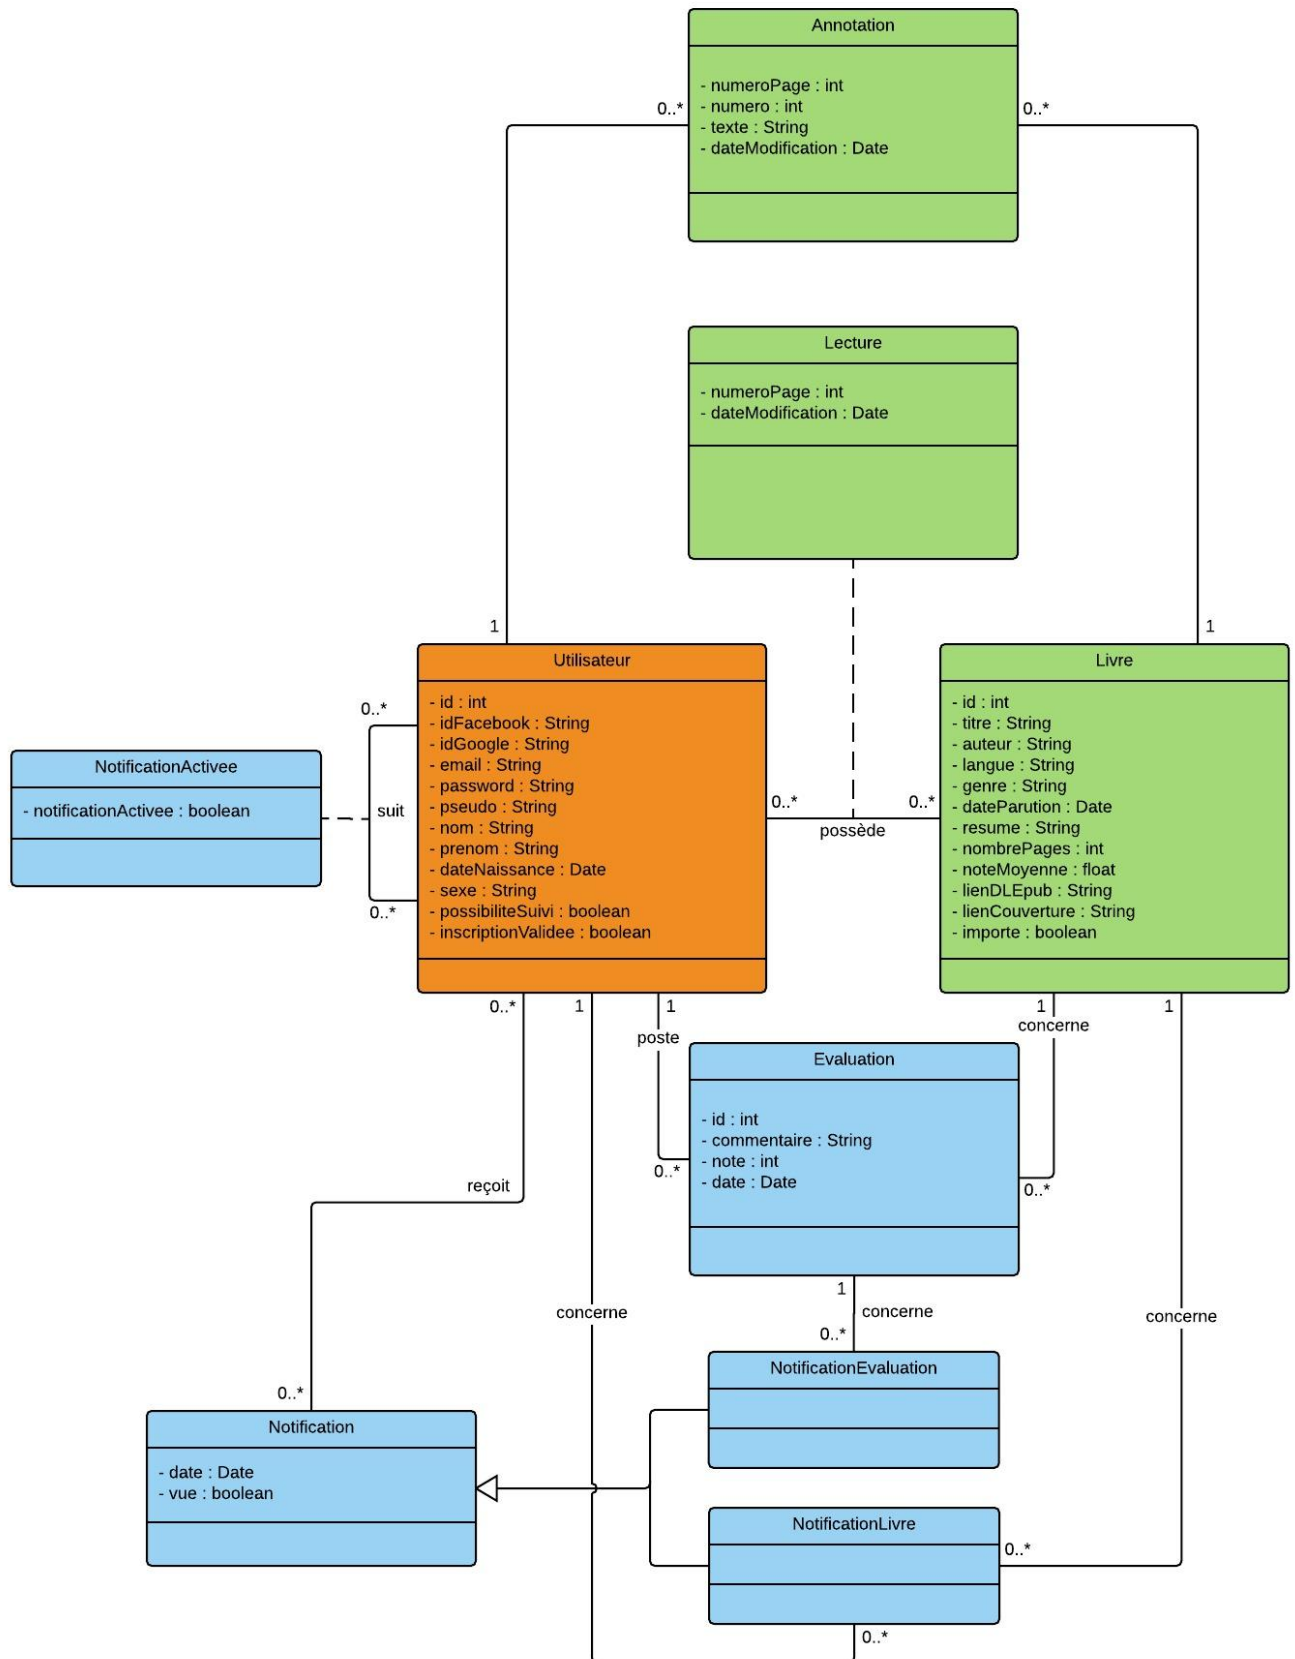 Annotation
- numeroPage : int
- numero : int
- texte : String
- dateModification : Date
0..*
0..*
Lecture
- numeroPage : int
- dateModification : Date
1
1
Utilisateur
- id : int
- idFacebook : String
- idGoogle : String
- email : String
- password : String
- pseudo : String
- nom : String
- prenom : String
- dateNaissance : Date
- sexe : String
- possibiliteSuivi : boolean
- inscriptionValidee : boolean
Livre
- id : int
- titre : String
- auteur : String
- langue : String
- genre : String
- dateParution : Date
- resume : String
- nombrePages : int
- noteMoyenne : float
- lienDLEpub : String
- lienCouverture : String
- importe : boolean
0..*
suit
0..*
NotificationActivee
- notificationActivee : boolean
0..*
0..*
possède
0..*
1
1
1
1
poste
concerne
Evaluation
- id : int
- commentaire : String
- note : int
- date : Date
0..*
0..*
reçoit
1
concerne
concerne
concerne
0..*
NotificationEvaluation
0..*
Notification
- date : Date
- vue : boolean
NotificationLivre
0..*
0..*